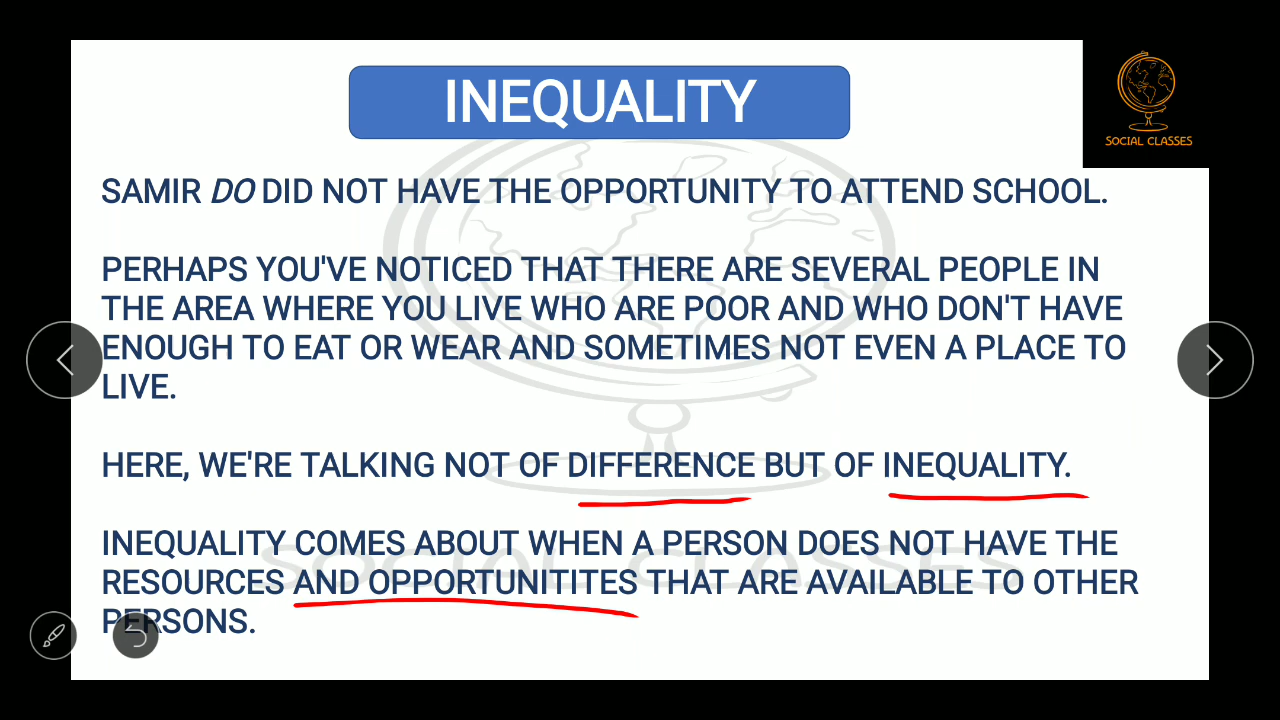 INEQUALITY
SOCIAL CLASSES
SAMIR DO DID NOT HAVE THE OPPORTUNITY TO ATTEND SCHOOL.
PERHAPS YOU'VE NOTICED THAT THERE ARE SEVERAL PEOPLE IN
THE AREA WHERE YOU LIVE WHO ARE POOR AND WHO DON'T HAVE
ENOUGH TO EAT OR WEAR AND SOMETIMES NOT EVEN A PLACE TO
LIVE.
HERE, WE'RE TALKING NOT OF DIFFERENCE BUT OF INEQUALITY.
INEQUALITY COMES ABOUT WHEN A PERSON DOES NOT HAVE THE
SOCIAL CLASSES
RESOURCES AND OPPORTUNITITES THAT ARE AVAILABLE TO OTHER
PERSONS.